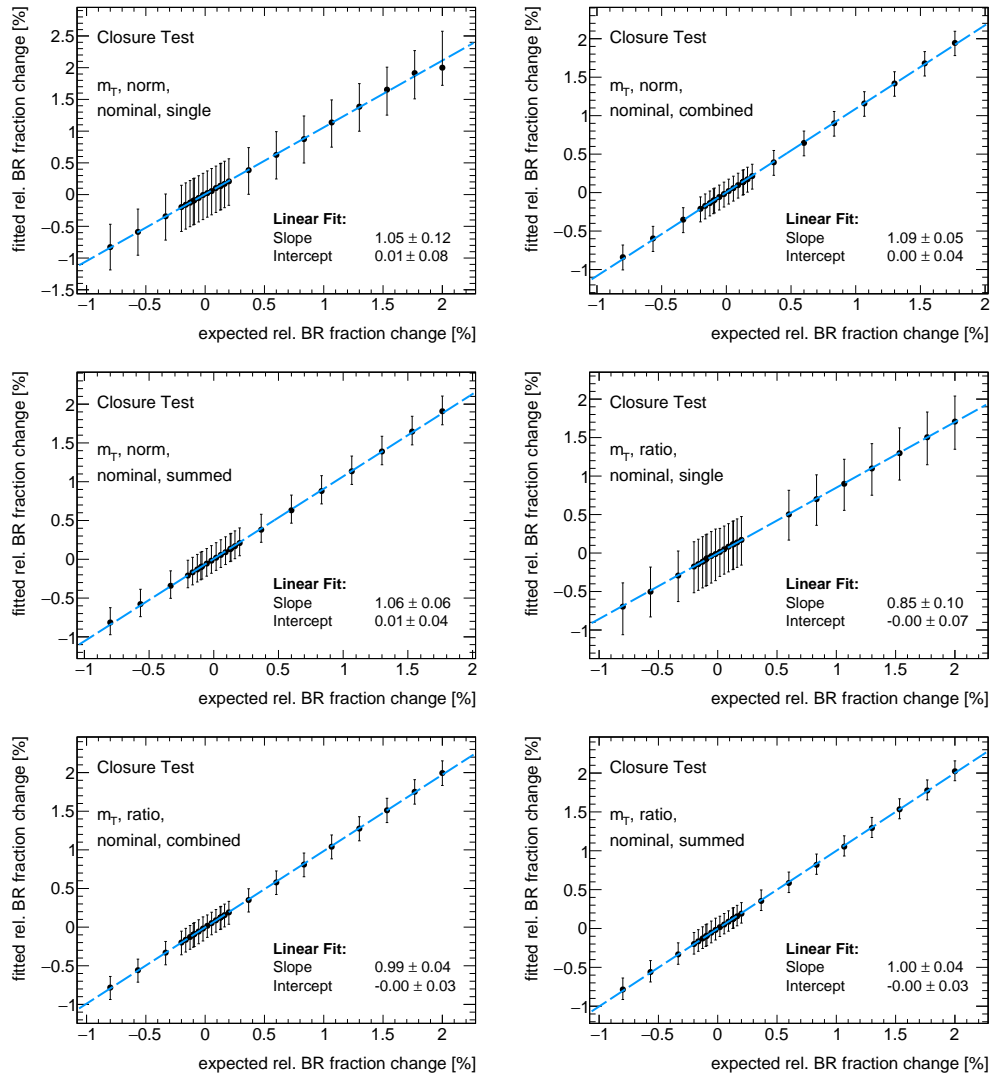 fitted rel. BR fraction change [%]
2.5
2
1.5
1
0.5
0
−0.5
−1
−1.5
Closure Test
m_T, norm,
nominal, single
Linear Fit:
Slope 1.05 ± 0.12
Intercept 0.01 ± 0.08
−1 −0.5 0 0.5 1 1.5 2
expected rel. BR fraction change [%]
fitted rel. BR fraction change [%]
2
1.5
1
0.5
0
−0.5
−1
Closure Test
m_T, norm,
nominal, combined
Linear Fit:
Slope 1.09 ± 0.05
Intercept 0.00 ± 0.04
−1 −0.5 0 0.5 1 1.5 2
expected rel. BR fraction change [%]
fitted rel. BR fraction change [%]
2
1.5
1
0.5
0
−0.5
−1
Closure Test
m_T, norm,
nominal, summed
Linear Fit:
Slope 1.06 ± 0.06
Intercept 0.01 ± 0.04
−1 −0.5 0 0.5 1 1.5 2
expected rel. BR fraction change [%]
fitted rel. BR fraction change [%]
2
1.5
1
0.5
0
−0.5
−1
Closure Test
m_T, ratio,
nominal, single
Linear Fit:
Slope 0.85 ± 0.10
Intercept -0.00 ± 0.07
−1 −0.5 0 0.5 1 1.5 2
expected rel. BR fraction change [%]
fitted rel. BR fraction change [%]
2
1.5
1
0.5
0
−0.5
−1
Closure Test
m_T, ratio,
nominal, combined
Linear Fit:
Slope 0.99 ± 0.04
Intercept -0.00 ± 0.03
−1 −0.5 0 0.5 1 1.5 2
expected rel. BR fraction change [%]
fitted rel. BR fraction change [%]
2
1.5
1
0.5
0
−0.5
−1
Closure Test
m_T, ratio,
nominal, summed
Linear Fit:
Slope 1.00 ± 0.04
Intercept -0.00 ± 0.03
−1 −0.5 0 0.5 1 1.5 2
expected rel. BR fraction change [%]